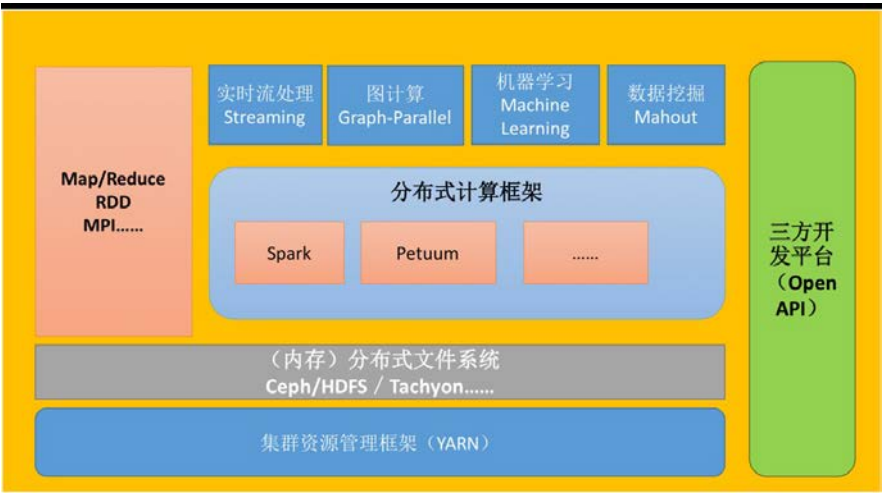 实时流处理
Streaming
图计算
Graph-Parallel
机器学习
Machine
Learning
数据挖掘
Mahout
Map/Reduce
RDD
MPI……
分布式计算框架
Spark
Petuum
……
三方开
发平台
（Open
API）
（内存）分布式文件系统
Ceph/HDFS / Tachyon……
集群资源管理框架（YARN）